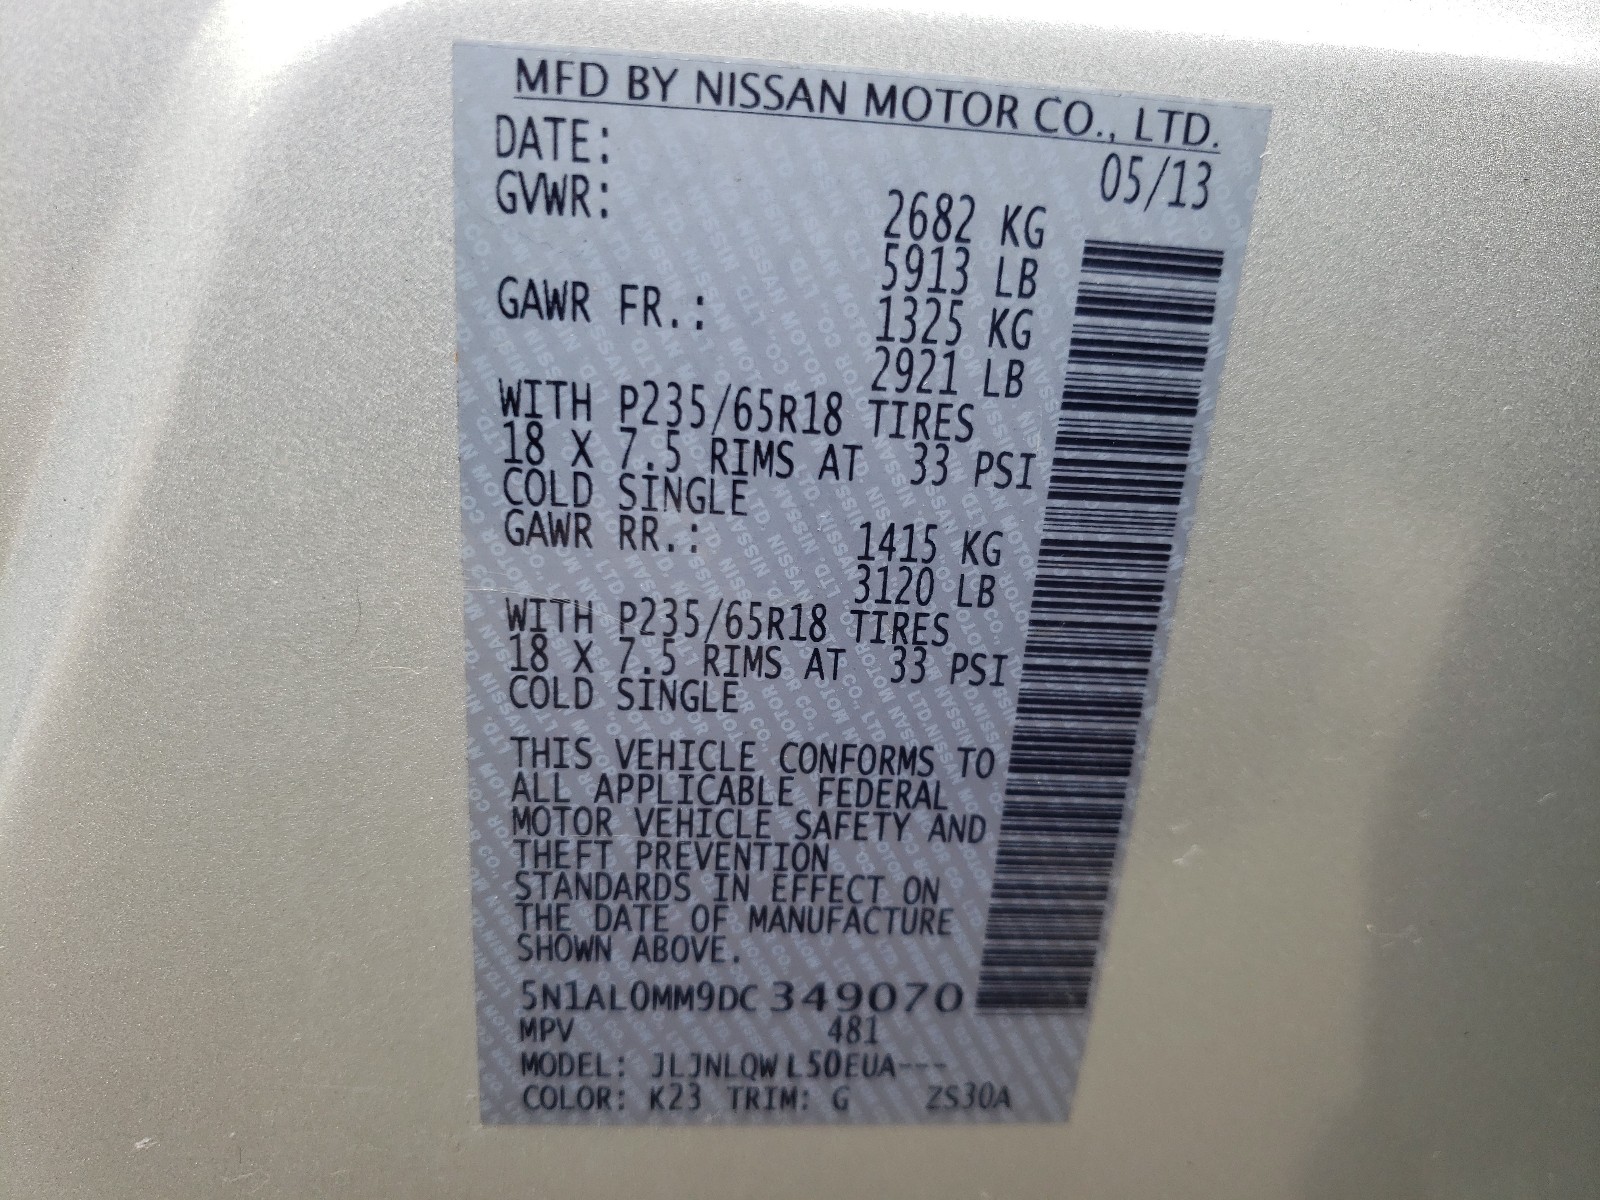 MFD BY NISSAN MOTOR CO., LTD.
DATE: 05/13
GVWR: 2682 KG
5913 LB
GAWR FR.: 1325 KG
2921 LB
WITH P235/65R18 TIRES
18 X 7.5 RIMS AT 33 PSI
COLD SINGLE
GAWR RR.: 1415 KG
3120 LB
WITH P235/65R18 TIRES
18 X 7.5 RIMS AT 33 PSI
COLD SINGLE
THIS VEHICLE CONFORMS TO
ALL APPLICABLE FEDERAL
MOTOR VEHICLE SAFETY AND
THEFT PREVENTION
STANDARDS IN EFFECT ON
THE DATE OF MANUFACTURE
SHOWN ABOVE.
5N1AL0MM9DC 349070
MPV 481
MODEL: JLJNLQW L50EUA---
COLOR: K23 TRIM: G ZS30A